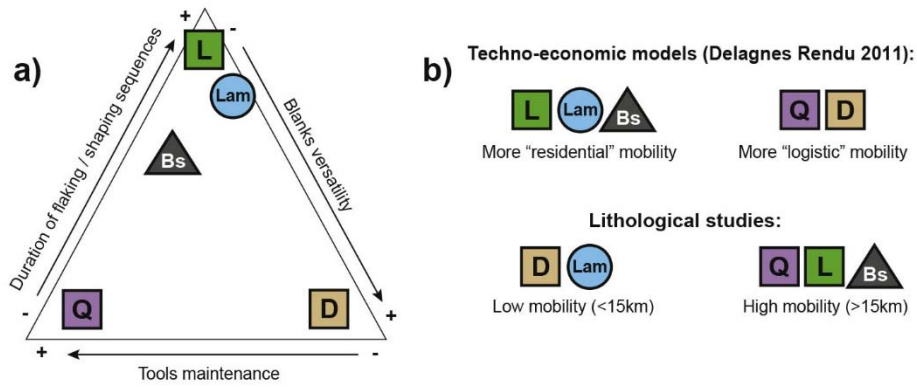 a)
+
-
L
Lam
Bs
Q
D
Duration of flaking / shaping sequences
Blanks versatility
-
+
+
-
Tools maintenance
b)
Techno-economic models (Delagnes Rendu 2011):
L Lam Bs
Q D
More “residential” mobility
More “logistic” mobility
Lithological studies:
D Lam
Q L Bs
Low mobility (<15km)
High mobility (>15km)